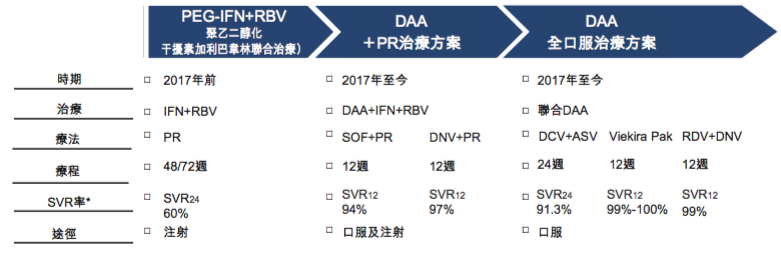 PEG-IFN+RBV
聚乙二醇化
干擾素加利巴韋林聯合治療）
DAA
＋PR治療方案
DAA
全口服治療方案
時期
□ 2017年前
□ 2017年至今
□ 2017年至今
治療
□ IFN+RBV
□ DAA+IFN+RBV
□ 聯合DAA
療法
□ PR
□ SOF+PR DNV+PR
□ DCV+ASV Viekira Pak RDV+DNV
療程
□ 48/72週
□ 12週 12週
□ 24週 12週 12週
SVR率*
□ SVR24
60%
□ SVR12 SVR12
94% 97%
□ SVR24 SVR12 SVR12
91.3% 99%-100% 99%
途徑
□ 注射
□ 口服及注射
□ 口服